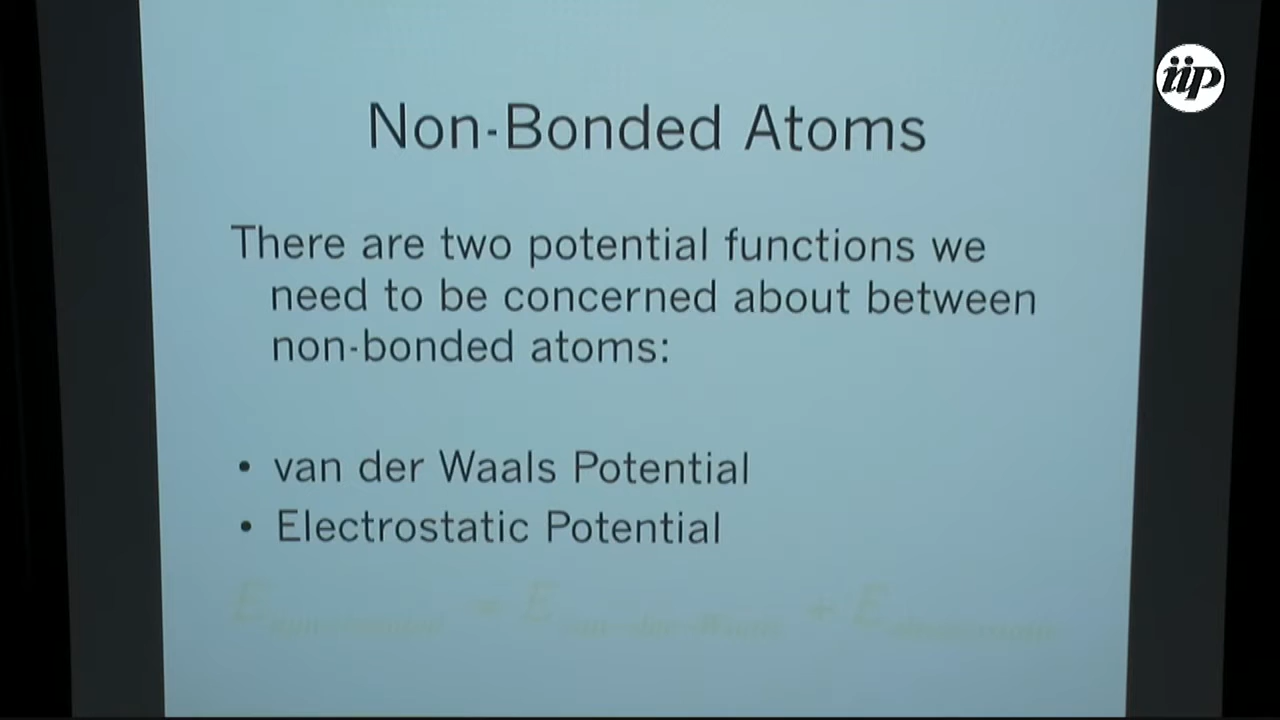 iip
Non-Bonded Atoms
There are two potential functions we
need to be concerned about between
non-bonded atoms:
• van der Waals Potential
• Electrostatic Potential
E = E + E